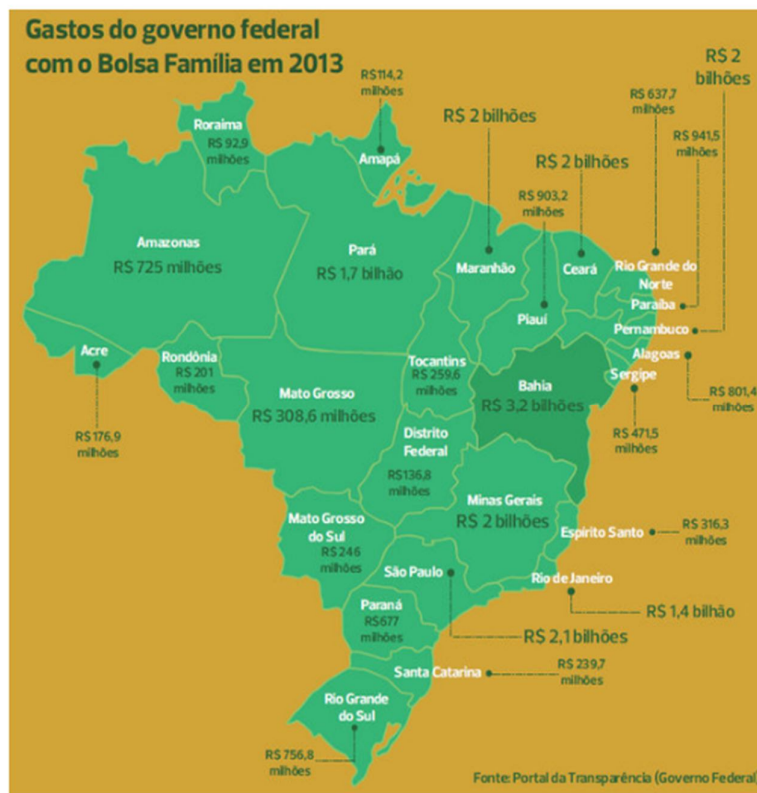 Gastos do governo federal
com o Bolsa Família em 2013
R$ 2
bilhões
R$114,2
milhões
R$ 637,7
milhões
R$ 2 bilhões
R$ 941,5
milhões
Roraima
R$ 92,9
milhões
Amapá
R$ 2 bilhões
R$ 903,2
milhões
Amazonas
R$ 725 milhões
Pará
R$ 1,7 bilhão
Maranhão
Ceará
Rio Grande do
Norte
Paraíba
Piauí
Pernambuco
Acre
Rondônia
R$ 201
milhões
Tocantins
R$ 259,6
milhões
Alagoas
Sergipe
Mato Grosso
R$ 308,6 milhões
Bahia
R$ 3,2 bilhões
R$ 801,4
milhões
R$ 176,9
milhões
Distrito
Federal
R$136,8
milhões
R$ 471,5
milhões
Minas Gerais
R$ 2 bilhões
Mato Grosso
do Sul
R$ 246
milhões
Espírito Santo
R$ 316,3
milhões
São Paulo
Rio de Janeiro
Paraná
R$677
milhões
R$ 1,4 bilhão
R$ 2,1 bilhões
Santa Catarina
R$ 239,7
milhões
Rio Grande
do Sul
R$ 756,8
milhões
Fonte: Portal da Transparência (Governo Federal)